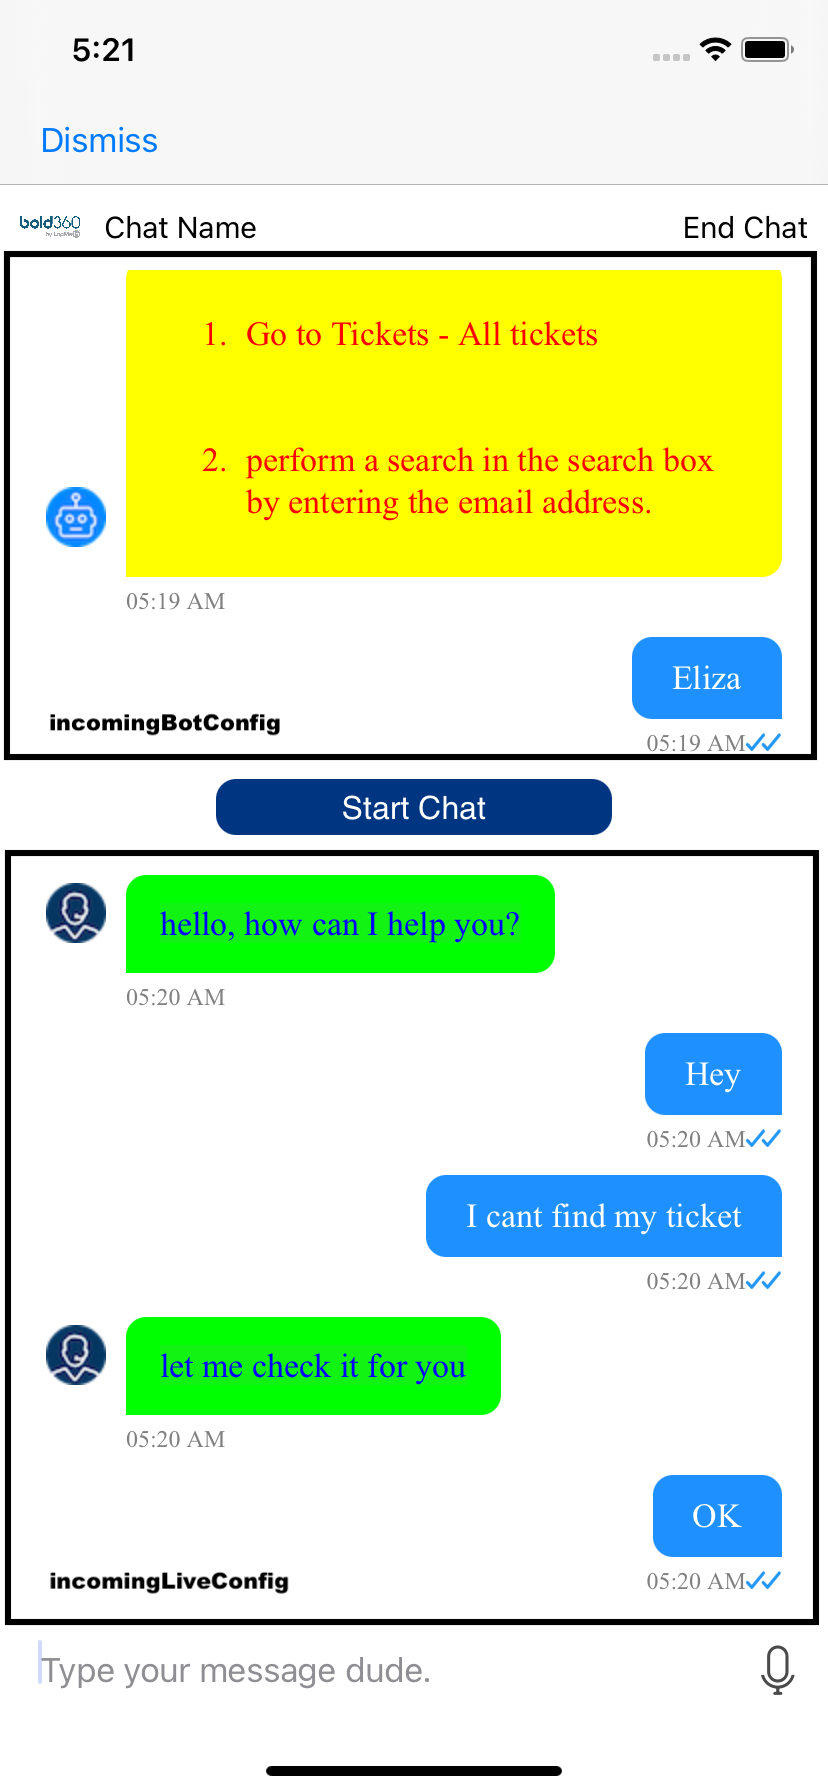 5:21
Dismiss
bold360
by LogMeIn
Chat Name
End Chat
1. Go to Tickets - All tickets
2. perform a search in the search box
by entering the email address.
05:19 AM
Eliza
05:19 AM
incomingBotConfig
Start Chat
hello, how can I help you?
05:20 AM
Hey
05:20 AM
I cant find my ticket
05:20 AM
let me check it for you
05:20 AM
OK
05:20 AM
incomingLiveConfig
Type your message dude.